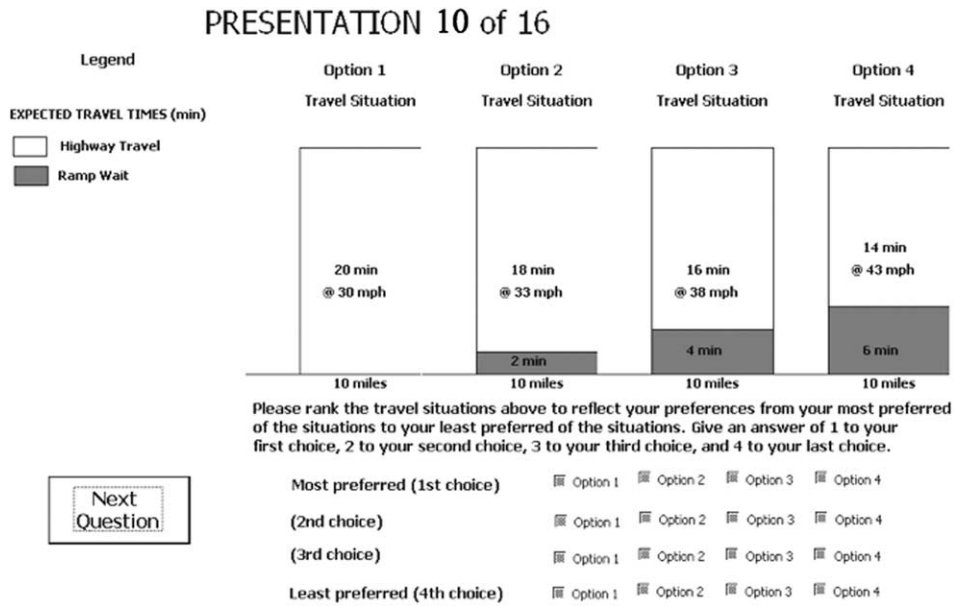 PRESENTATION 10 of 16
Legend
EXPECTED TRAVEL TIMES (min)
Highway Travel
Ramp Wait
Option 1
Travel Situation
20 min
@ 30 mph
10 miles
Option 2
Travel Situation
18 min
@ 33 mph
2 min
10 miles
Option 3
Travel Situation
16 min
@ 38 mph
4 min
10 miles
Option 4
Travel Situation
14 min
@ 43 mph
6 min
10 miles
Please rank the travel situations above to reflect your preferences from your most preferred
of the situations to your least preferred of the situations. Give an answer of 1 to your
first choice, 2 to your second choice, 3 to your third choice, and 4 to your last choice.
Most preferred (1st choice) Option 1 Option 2 Option 3 Option 4
(2nd choice) Option 1 Option 2 Option 3 Option 4
(3rd choice) Option 1 Option 2 Option 3 Option 4
Least preferred (4th choice) Option 1 Option 2 Option 3 Option 4
Next
Question